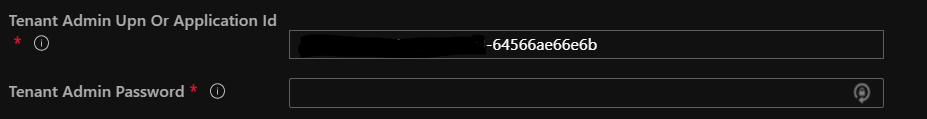 Tenant Admin Upn Or Application Id
*
-64566ae66e6b
Tenant Admin Password *